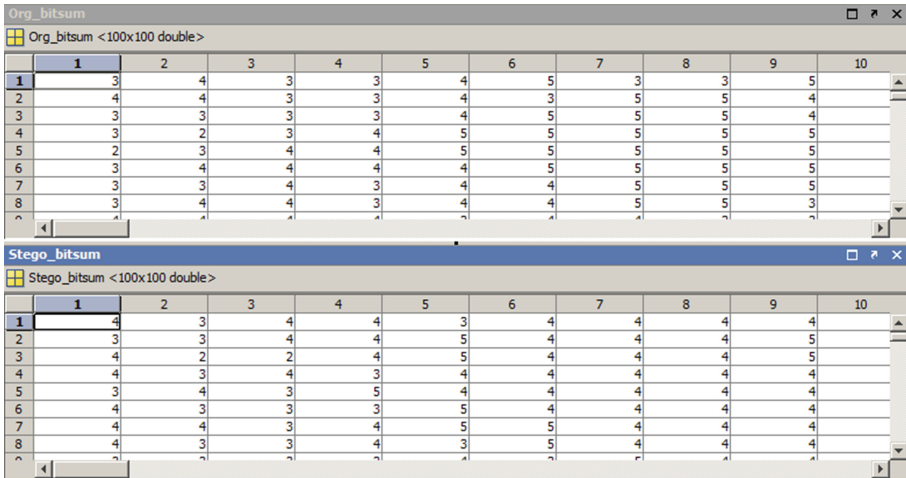 Org_bitsum
Org_bitsum <100x100 double>
1 2 3 4 5 6 7 8 9 10
1 3 4 3 3 4 5 3 3 5
2 4 4 3 3 4 3 5 5 4
3 3 3 3 3 4 5 5 5 4
4 3 2 3 4 5 5 5 5 5
5 2 3 4 4 5 5 5 5 5
6 3 4 4 4 4 5 5 5 5
7 3 3 4 3 4 4 5 5 5
8 3 4 4 3 4 4 5 5 3
Stego_bitsum
Stego_bitsum <100x100 double>
1 2 3 4 5 6 7 8 9 10
1 4 3 4 4 3 4 4 4 4
2 3 3 4 4 5 4 4 4 5
3 4 2 2 4 5 4 4 4 5
4 4 3 4 3 4 4 4 4 4
5 3 4 3 5 4 4 4 4 4
6 4 3 3 3 5 4 4 4 4
7 4 4 3 4 5 5 4 4 4
8 4 3 3 4 3 5 4 4 4